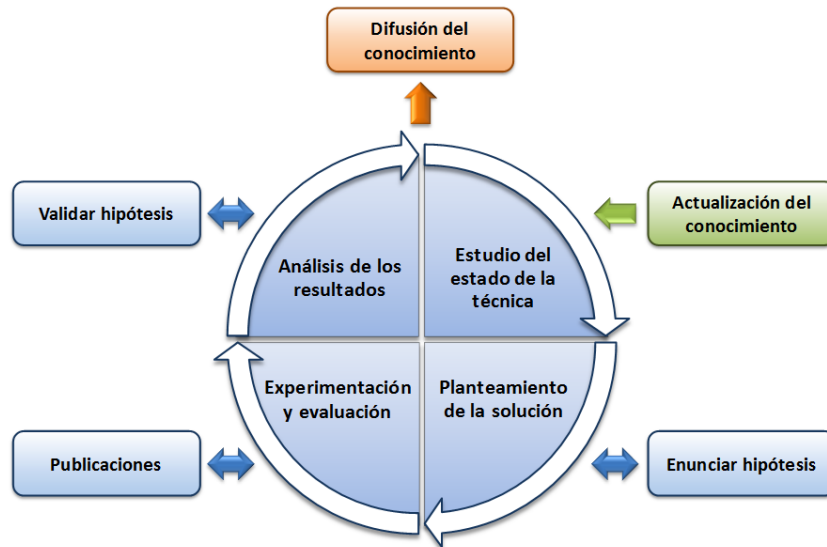 Difusión del
conocimiento
Validar hipótesis
Actualización del
conocimiento
Análisis de los
resultados
Estudio del
estado de la
técnica
Experimentación
y evaluación
Planteamiento
de la solución
Publicaciones
Enunciar hipótesis